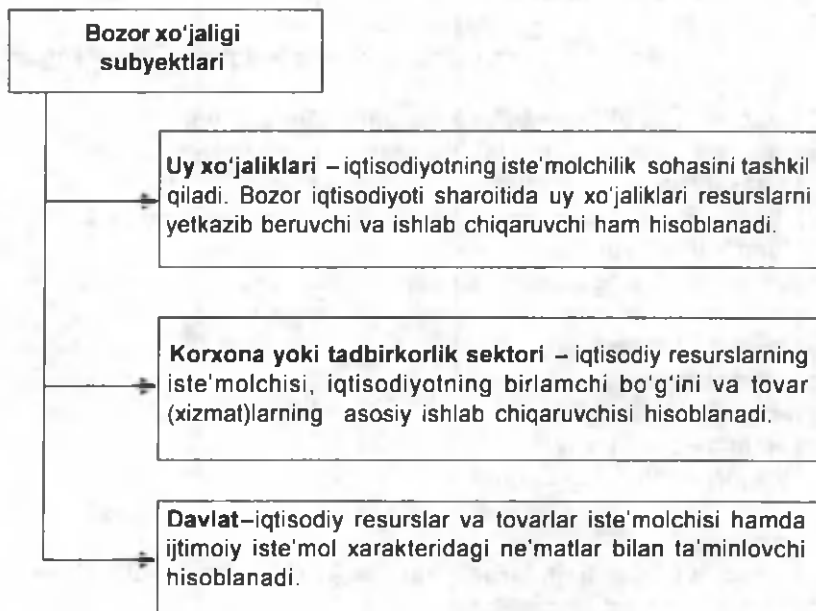 Bozor xo'jaligi
subyektlari
Uy xo'jaliklari – iqtisodiyotning iste'molchilik sohasini tashkil
qiladi. Bozor iqtisodiyoti sharoitida uy xo'jaliklari resurslarni
yetkazib beruvchi va ishlab chiqaruvchi ham hisoblanadi.
Korxona yoki tadbirkorlik sektori – iqtisodiy resurslarning
iste'molchisi, iqtisodiyotning birlamchi bo'g'ini va tovar
(xizmat)larning asosiy ishlab chiqaruvchisi hisoblanadi.
Davlat–iqtisodiy resurslar va tovarlar iste'molchisi hamda
ijtimoiy iste'mol xarakteridagi ne'matlar bilan ta'minlovchi
hisoblanadi.